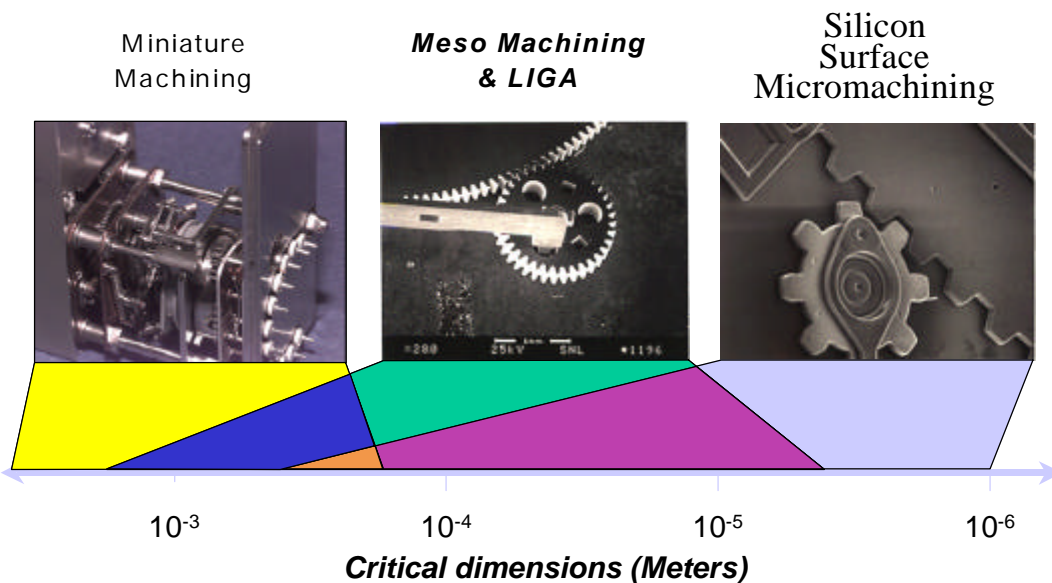 Miniature
Machining
Meso Machining
& LIGA
Silicon
Surface
Micromachining
25kV
SNL
10⁻³
10⁻⁴
10⁻⁵
10⁻⁶
Critical dimensions (Meters)